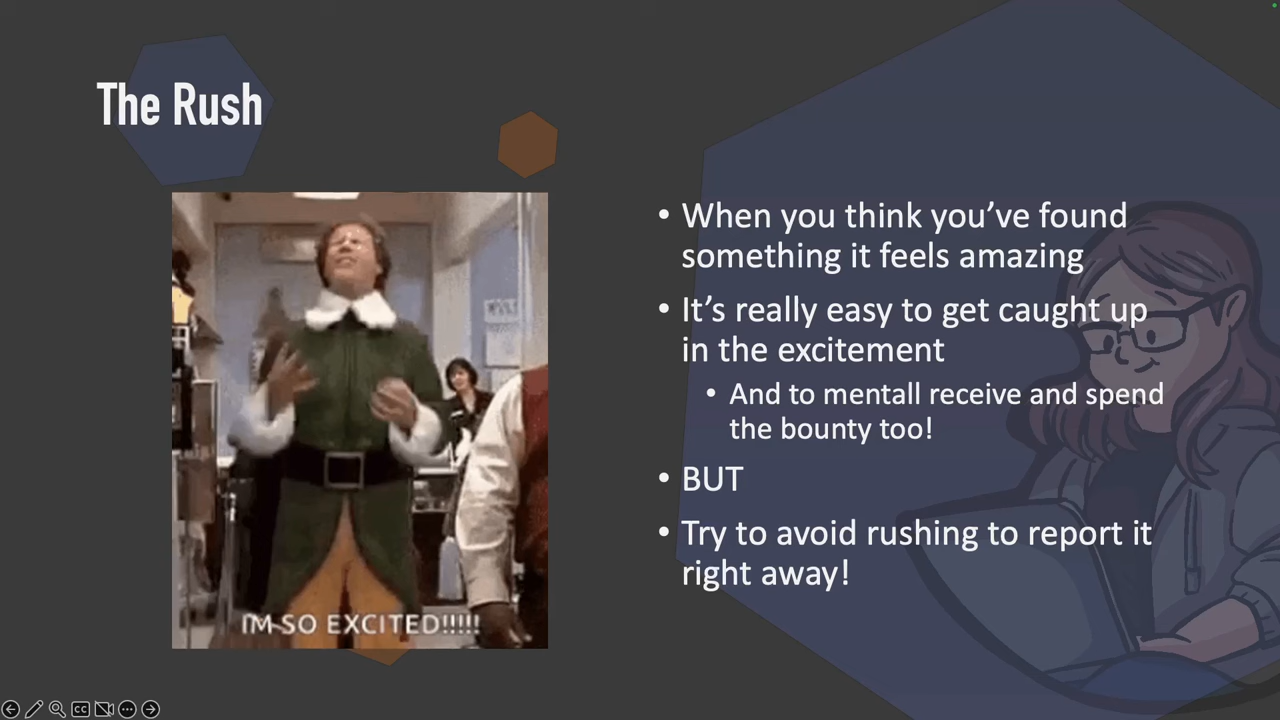 The Rush
• When you think you’ve found
something it feels amazing
• It’s really easy to get caught up
in the excitement
• And to mentall receive and spend
the bounty too!
• BUT
• Try to avoid rushing to report it
right away!
I'M SO EXCITED!!!!!
CC